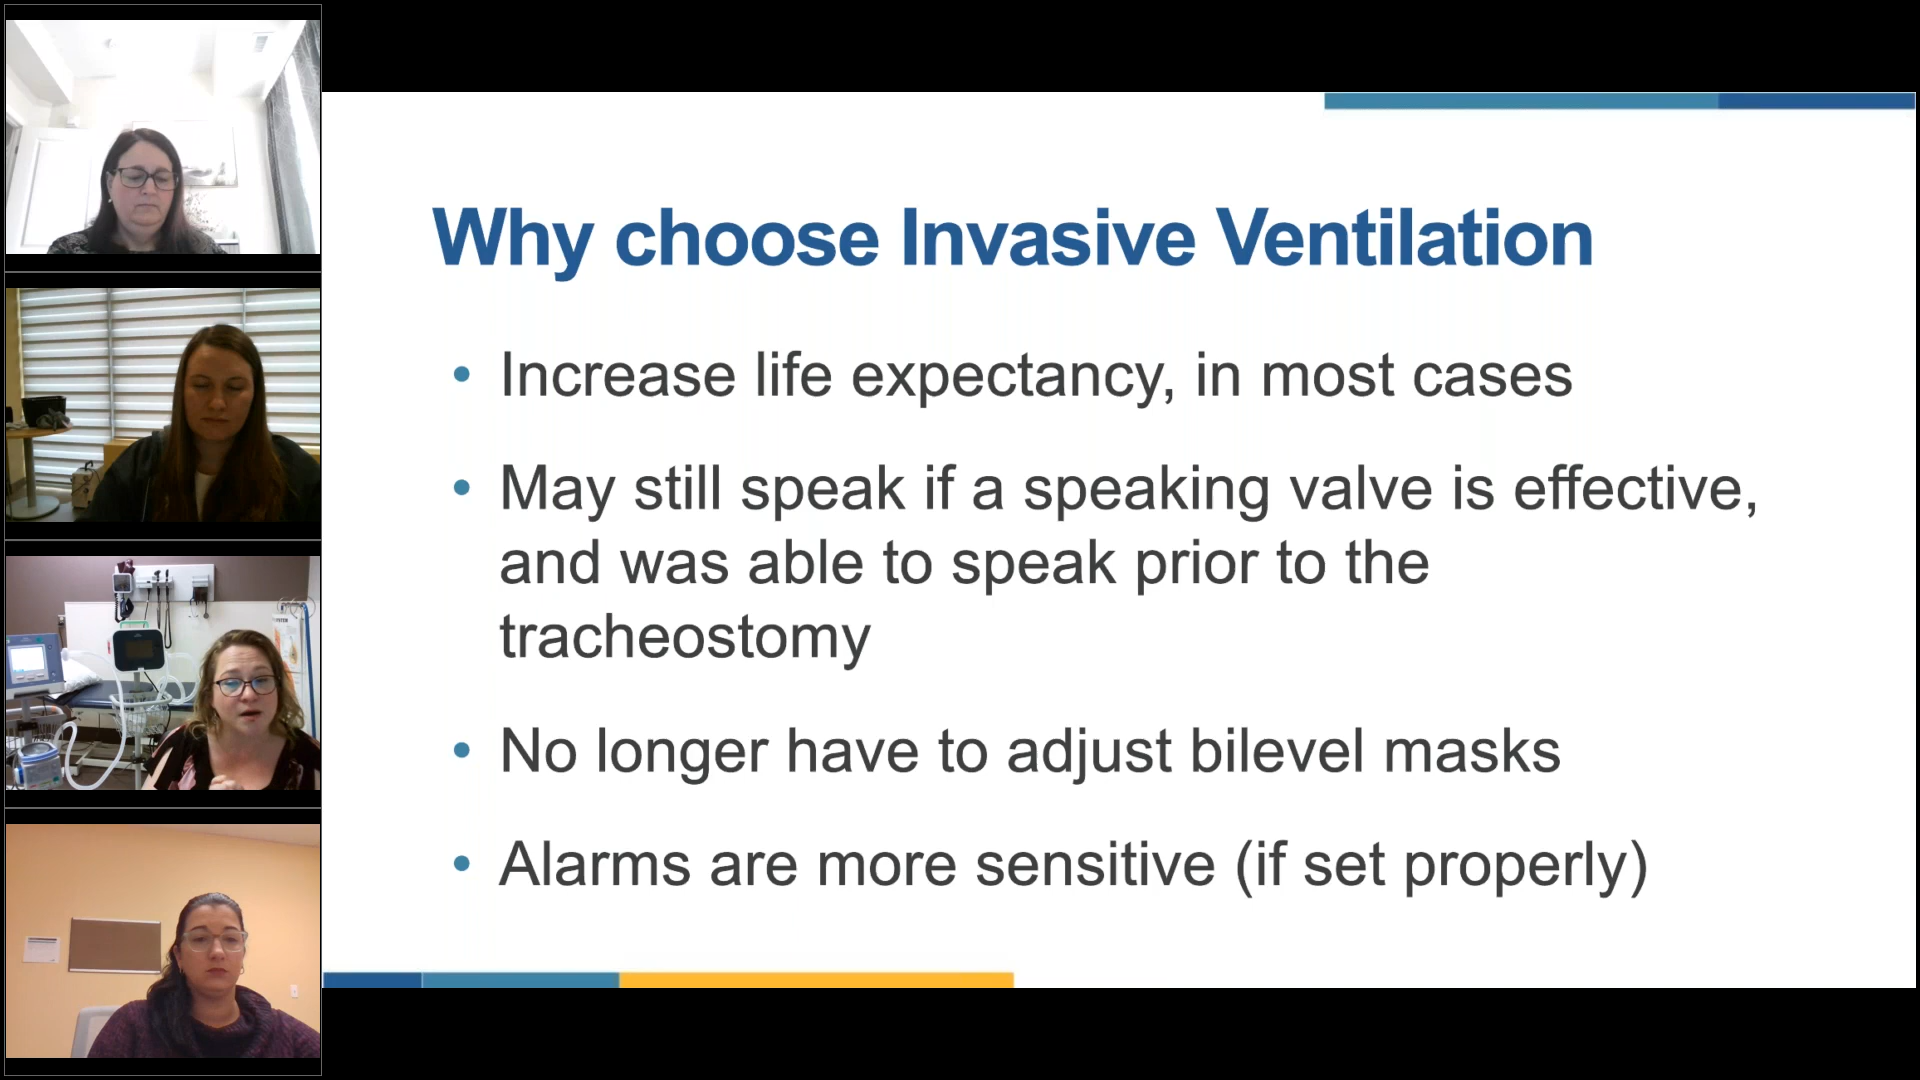 Why choose Invasive Ventilation
• Increase life expectancy, in most cases
• May still speak if a speaking valve is effective,
and was able to speak prior to the
tracheostomy
• No longer have to adjust bilevel masks
• Alarms are more sensitive (if set properly)